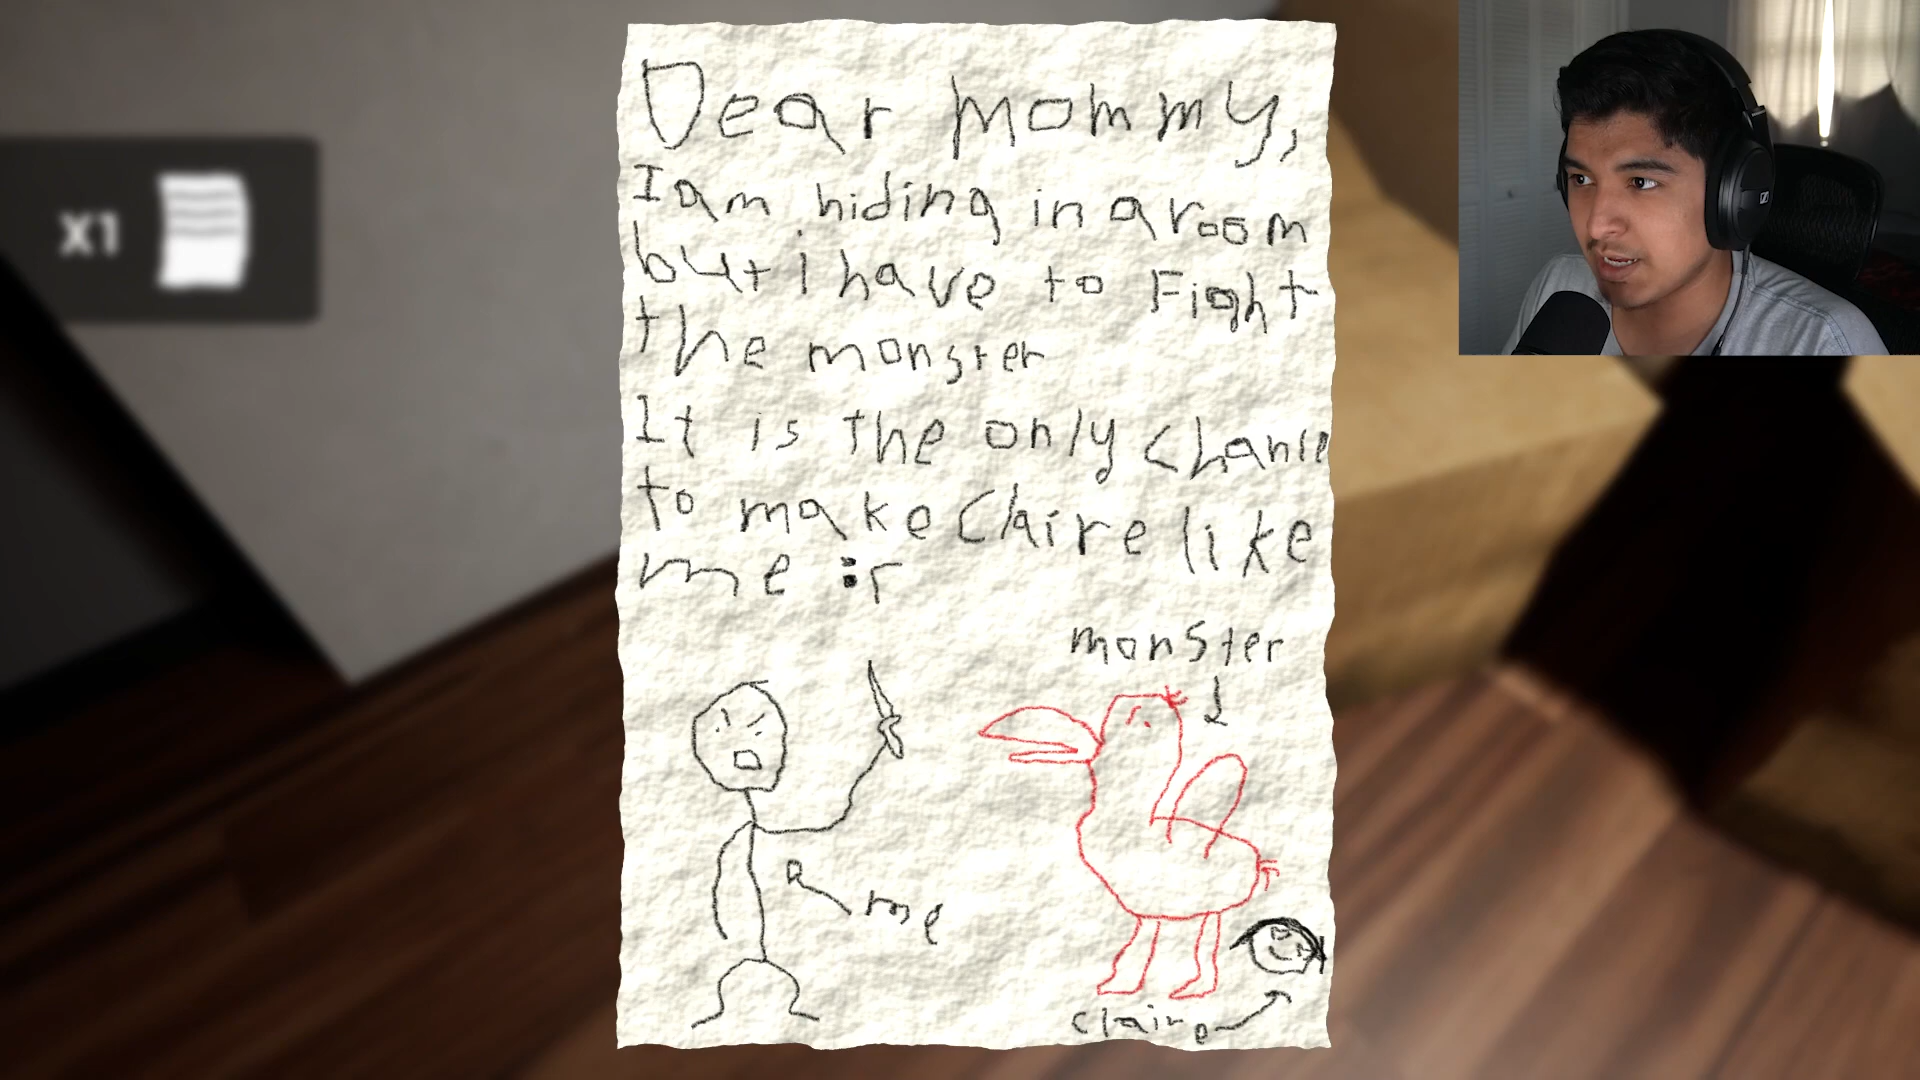 Dear mommy,
x1
I am hiding in a room
but i have to Fight
the monster
It is the only chance
to make Claire like
me :r
monster
me
Claire